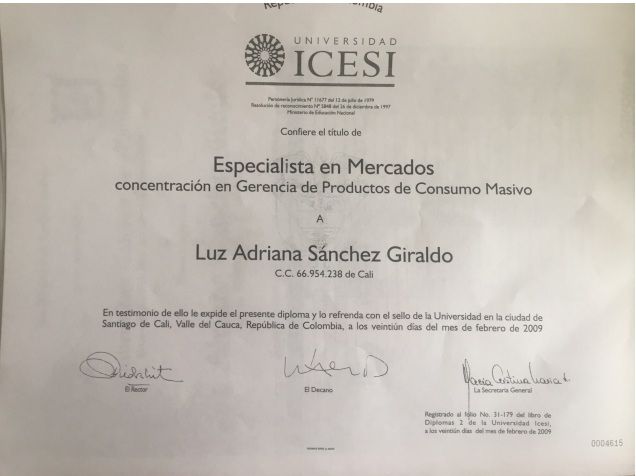 UNIVERSIDAD
ICESI
Personería Jurídica N° 11677 del 12 de julio de 1979
Resolución de reconocimiento N° 5848 del 26 de diciembre de 1997
Ministerio de Educación Nacional
Confiere el título de
Especialista en Mercados
concentración en Gerencia de Productos de Consumo Masivo
A
Luz Adriana Sánchez Giraldo
C.C. 66.954.238 de Cali
En testimonio de ello le expide el presente diploma y lo refrenda con el sello de la Universidad en la ciudad de
Santiago de Cali, Valle del Cauca, República de Colombia, a los veintiún días del mes de febrero de 2009
El Rector
El Decano
La Secretaria General
Registrado al folio No. 31-179 del libro de
Diplomas 2 de la Universidad Icesi,
a los veintiún días del mes de febrero de 2009
0004615